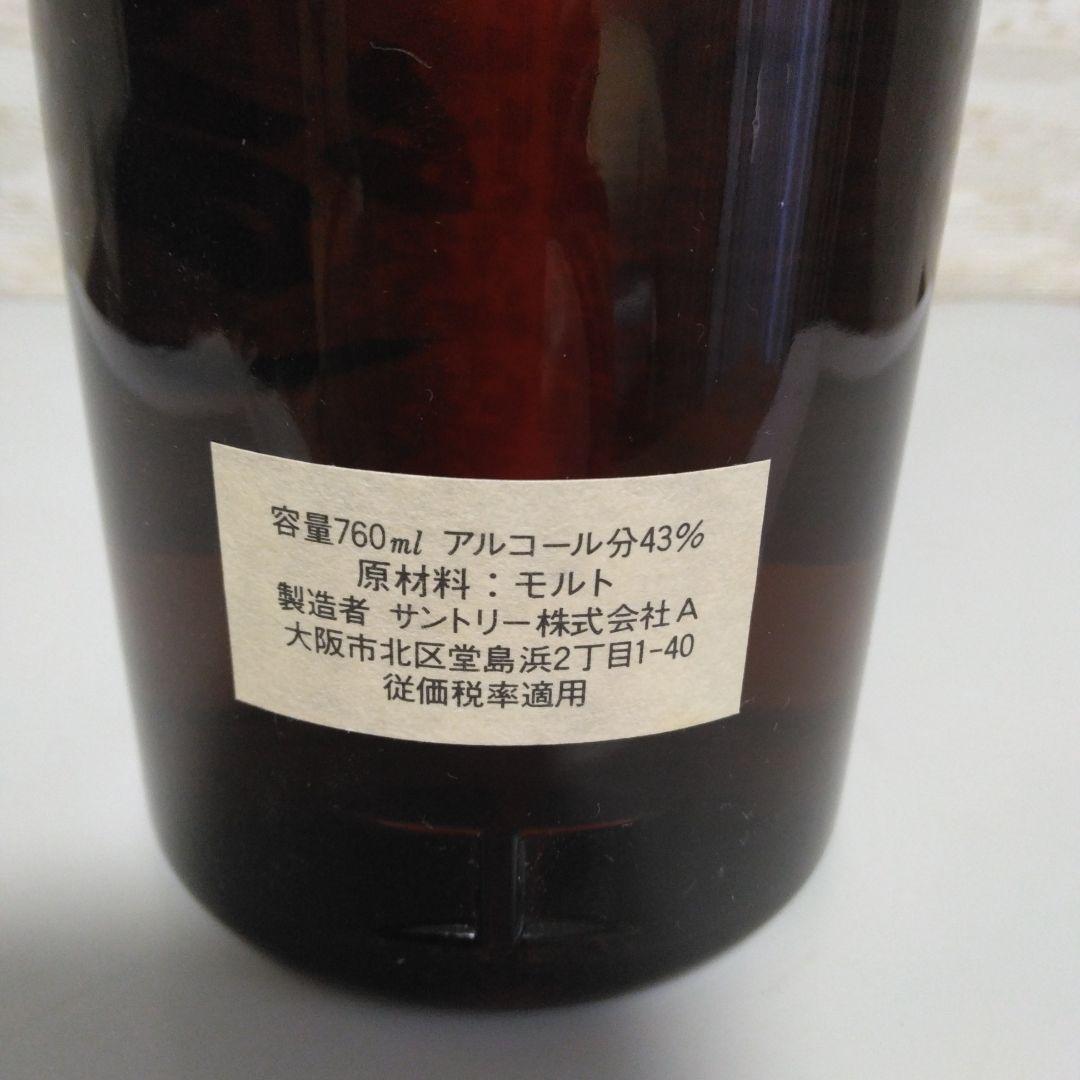 容量760ml アルコール分43%
原材料：モルト
製造者 サントリー株式会社A
大阪市北区堂島浜2丁目1-40
従価税率適用